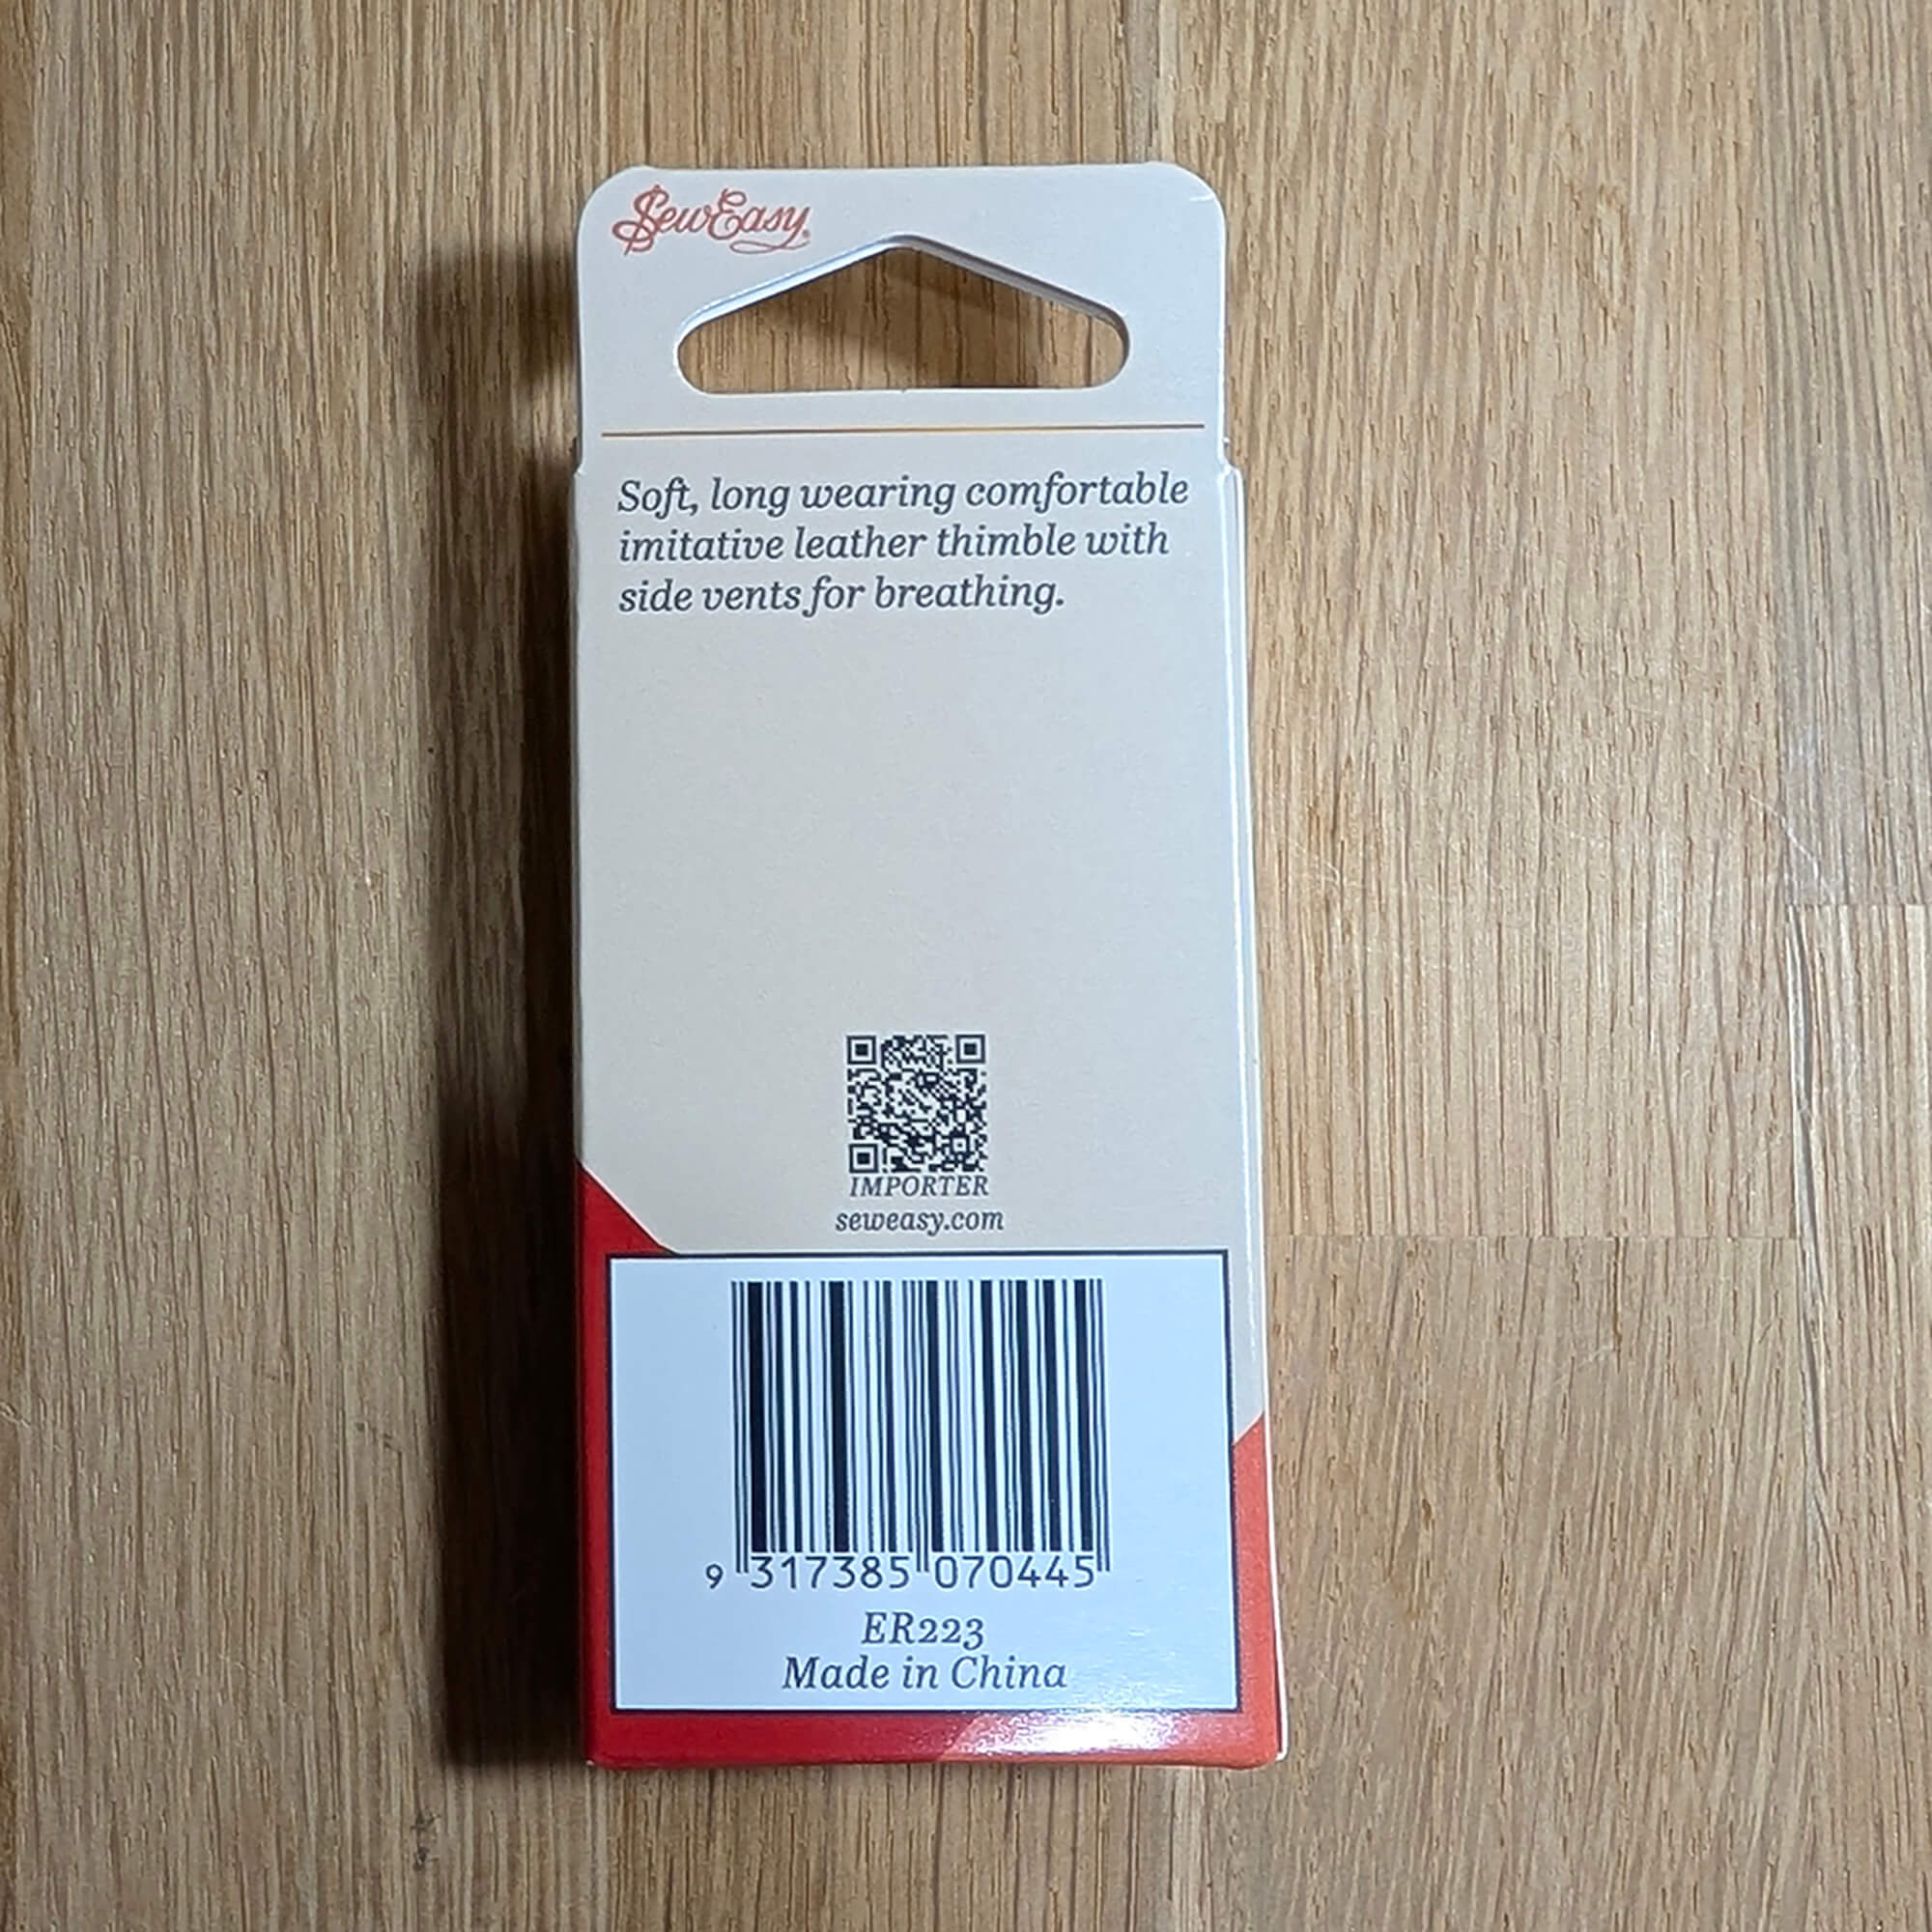 SewEasy®
Soft, long wearing comfortable
imitative leather thimble with
side vents for breathing.
IMPORTER
seweasy.com
9 317385 070445
ER223
Made in China